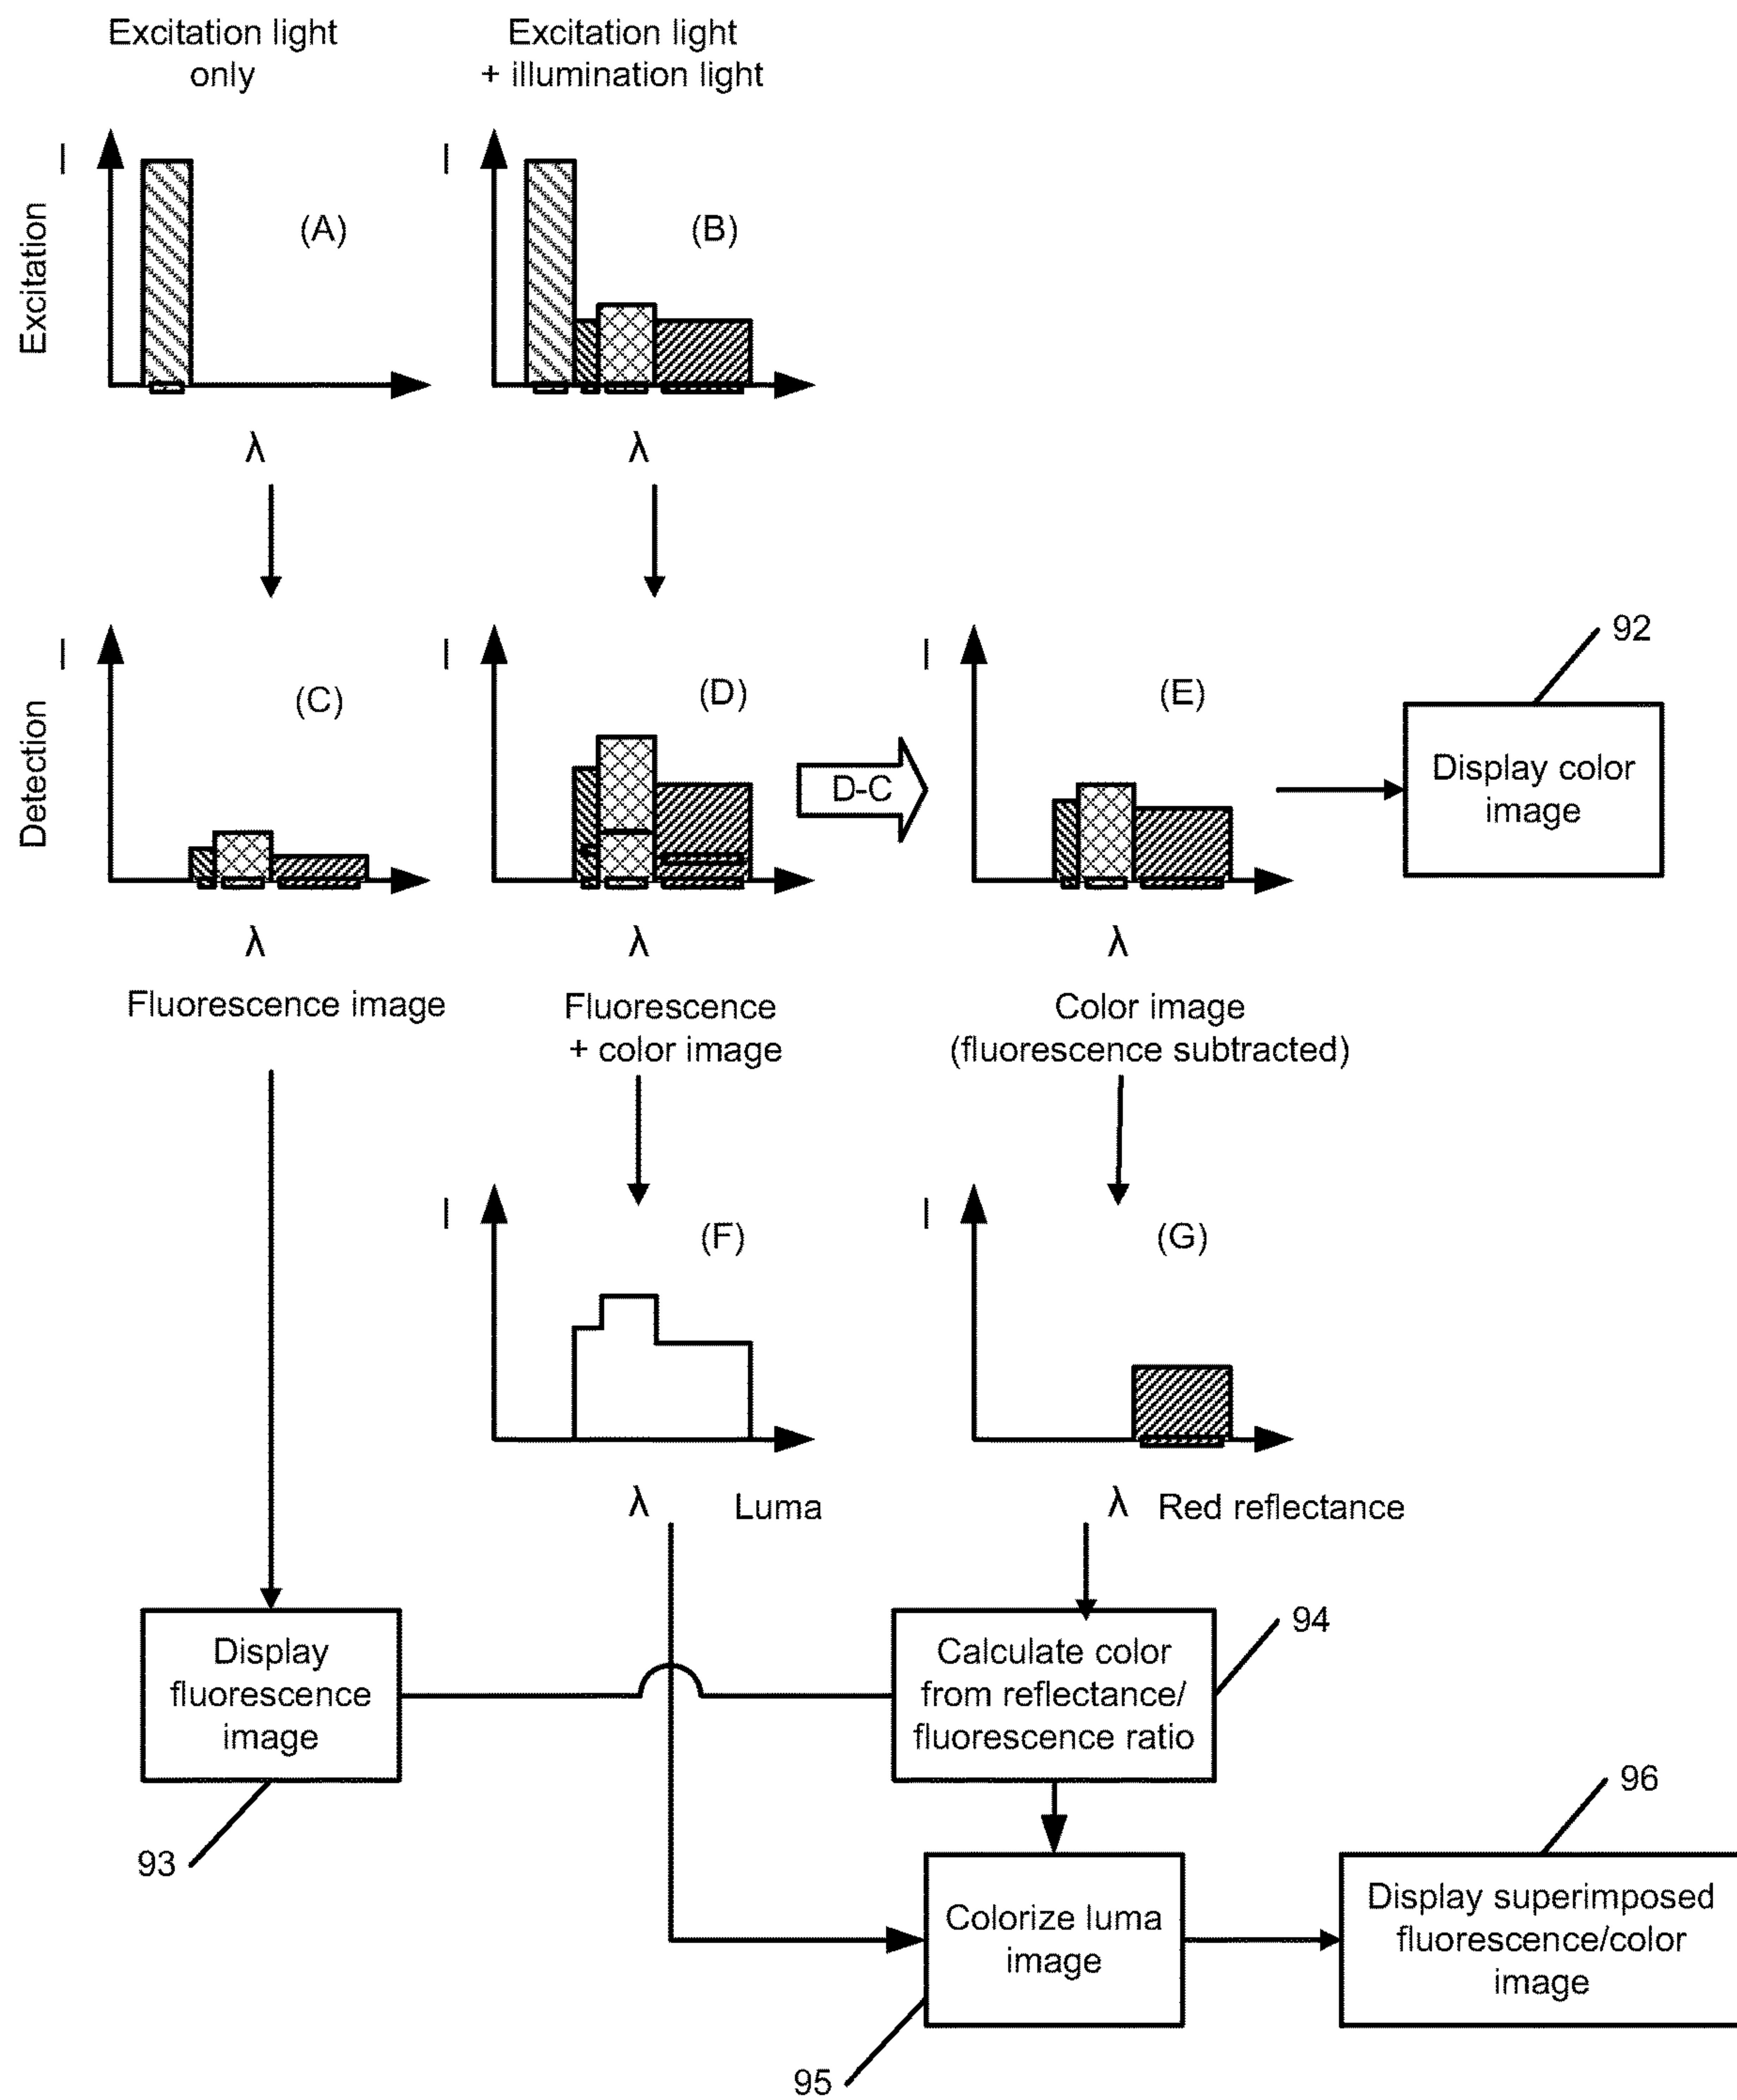 Excitation light
only
Excitation light
+ illumination light
I
(A)
I
(B)
Excitation
λ
λ
I
(C)
I
(D)
I
(E)
92
Detection
D-C
Display color
image
λ
λ
λ
Fluorescence image
Fluorescence
+ color image
Color image
(fluorescence subtracted)
I
(F)
I
(G)
λ
Luma
λ
Red reflectance
Display
fluorescence
image
93
Calculate color
from reflectance/
fluorescence ratio
94
Colorize luma
image
95
Display superimposed
fluorescence/color
image
96